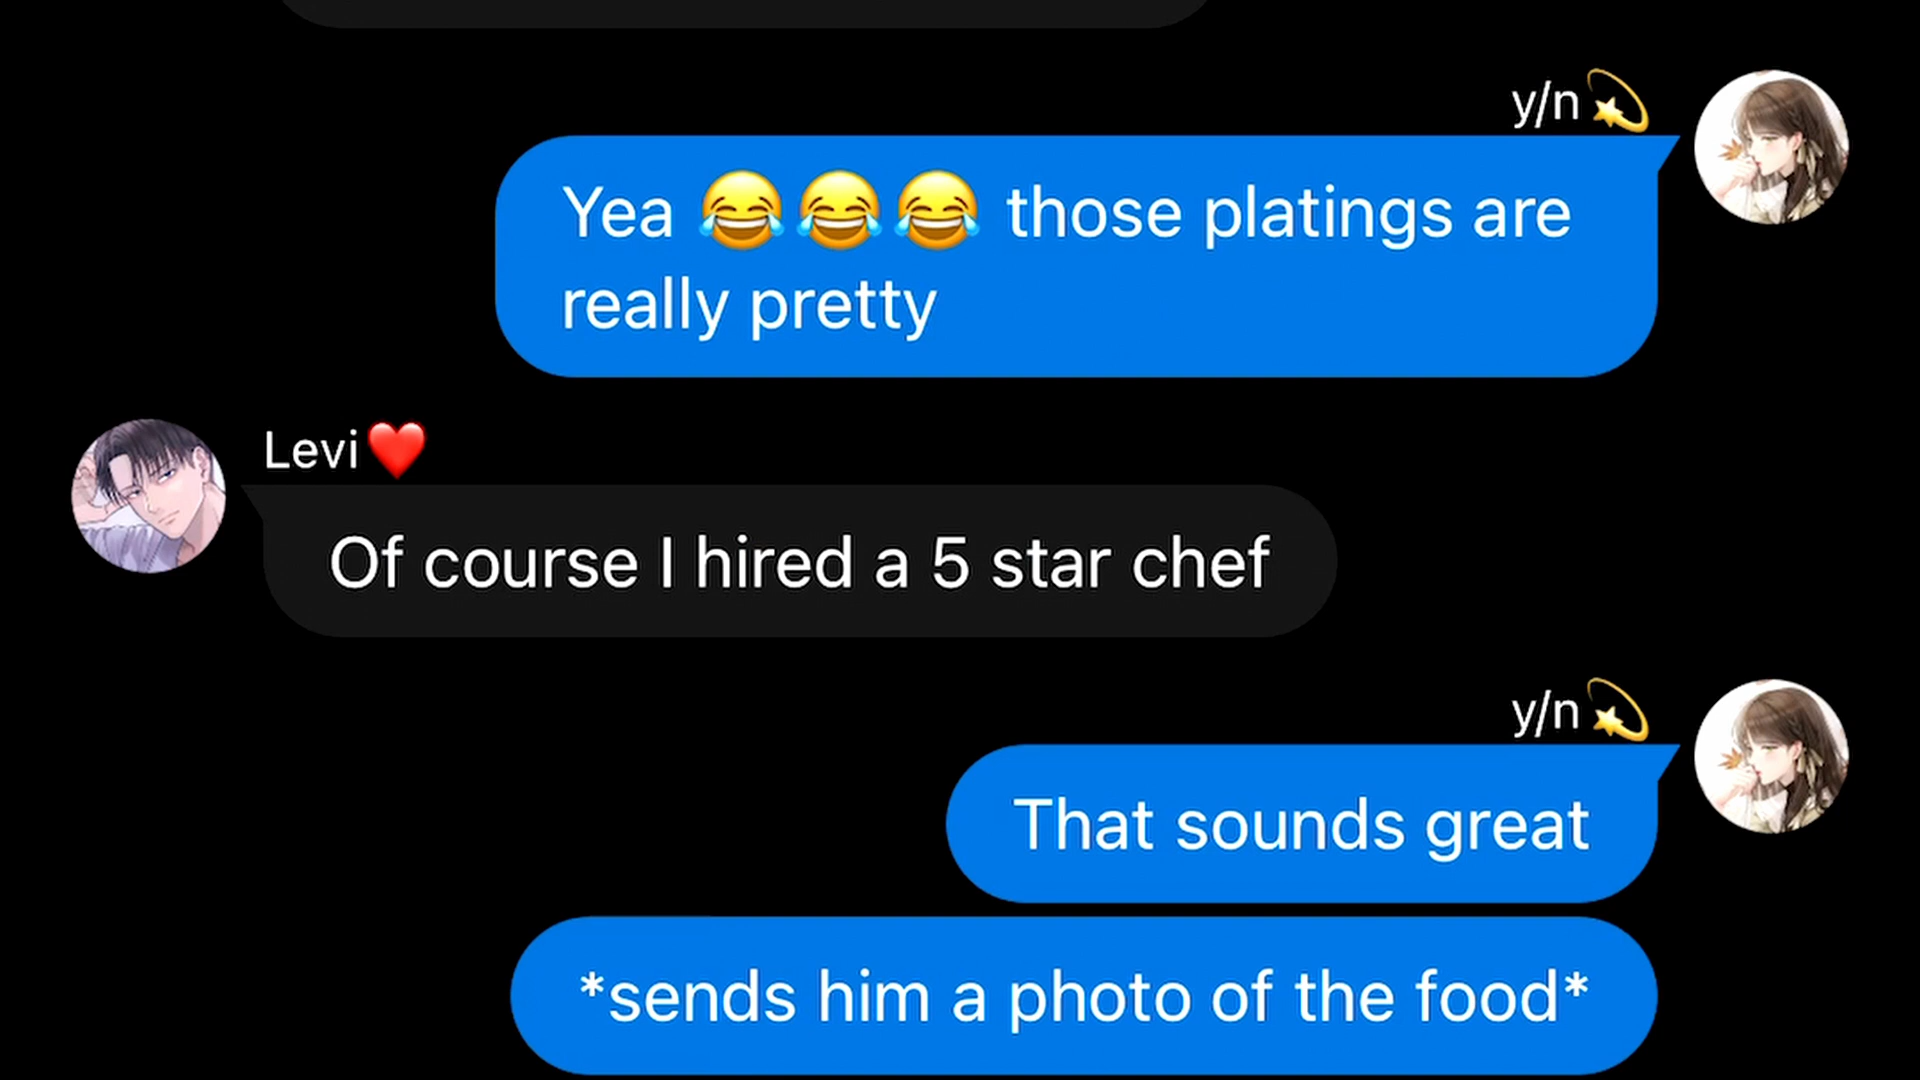 y/n💫
Yea 😂😂😂 those platings are
really pretty
Levi❤️
Of course I hired a 5 star chef
y/n💫
That sounds great
*sends him a photo of the food*